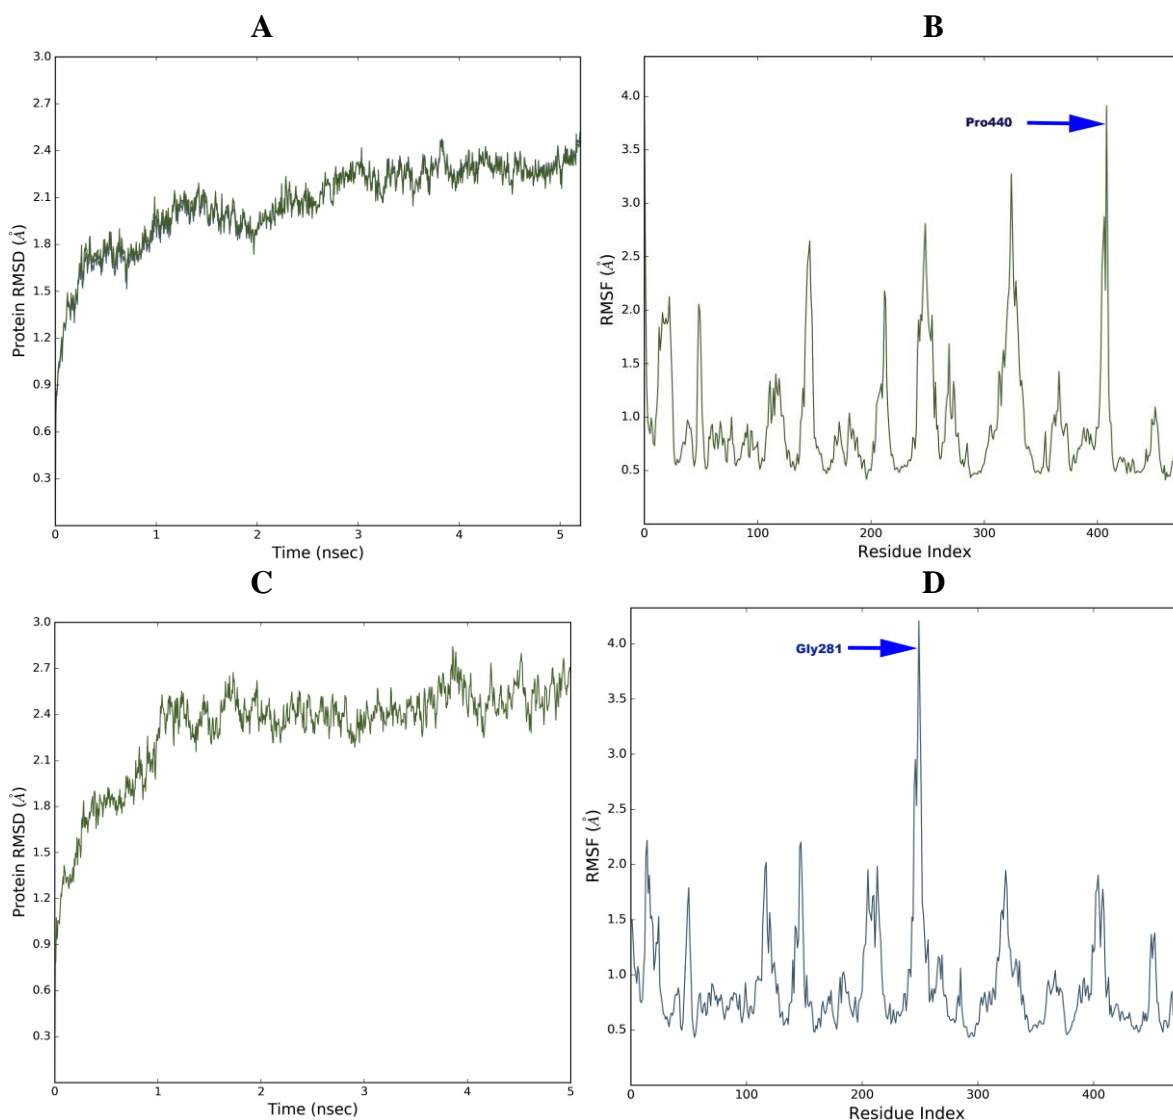 A
3.0
2.7
2.4
2.1
1.8
1.5
1.2
0.9
0.6
0.3
Protein RMSD (Å)
0 1 2 3 4 5
Time (nsec)
B
4.0
3.5
3.0
2.5
2.0
1.5
1.0
0.5
RMSF (Å)
Pro440
0 100 200 300 400
Residue Index
C
3.0
2.7
2.4
2.1
1.8
1.5
1.2
0.9
0.6
0.3
Protein RMSD (Å)
0 1 2 3 4 5
Time (nsec)
D
4.0
3.5
3.0
2.5
2.0
1.5
1.0
0.5
RMSF (Å)
Gly281
0 100 200 300 400
Residue Index